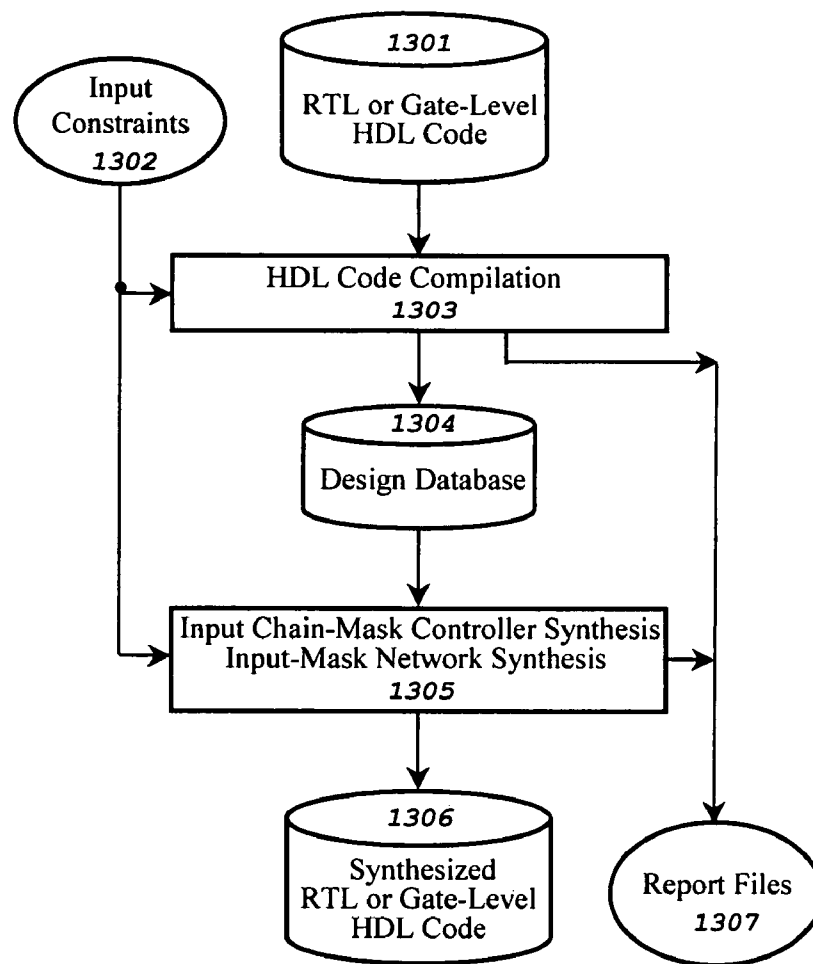 1301
RTL or Gate-Level
HDL Code
Input
Constraints
1302
HDL Code Compilation
1303
1304
Design Database
Input Chain-Mask Controller Synthesis
Input-Mask Network Synthesis
1305
1306
Synthesized
RTL or Gate-Level
HDL Code
Report Files
1307